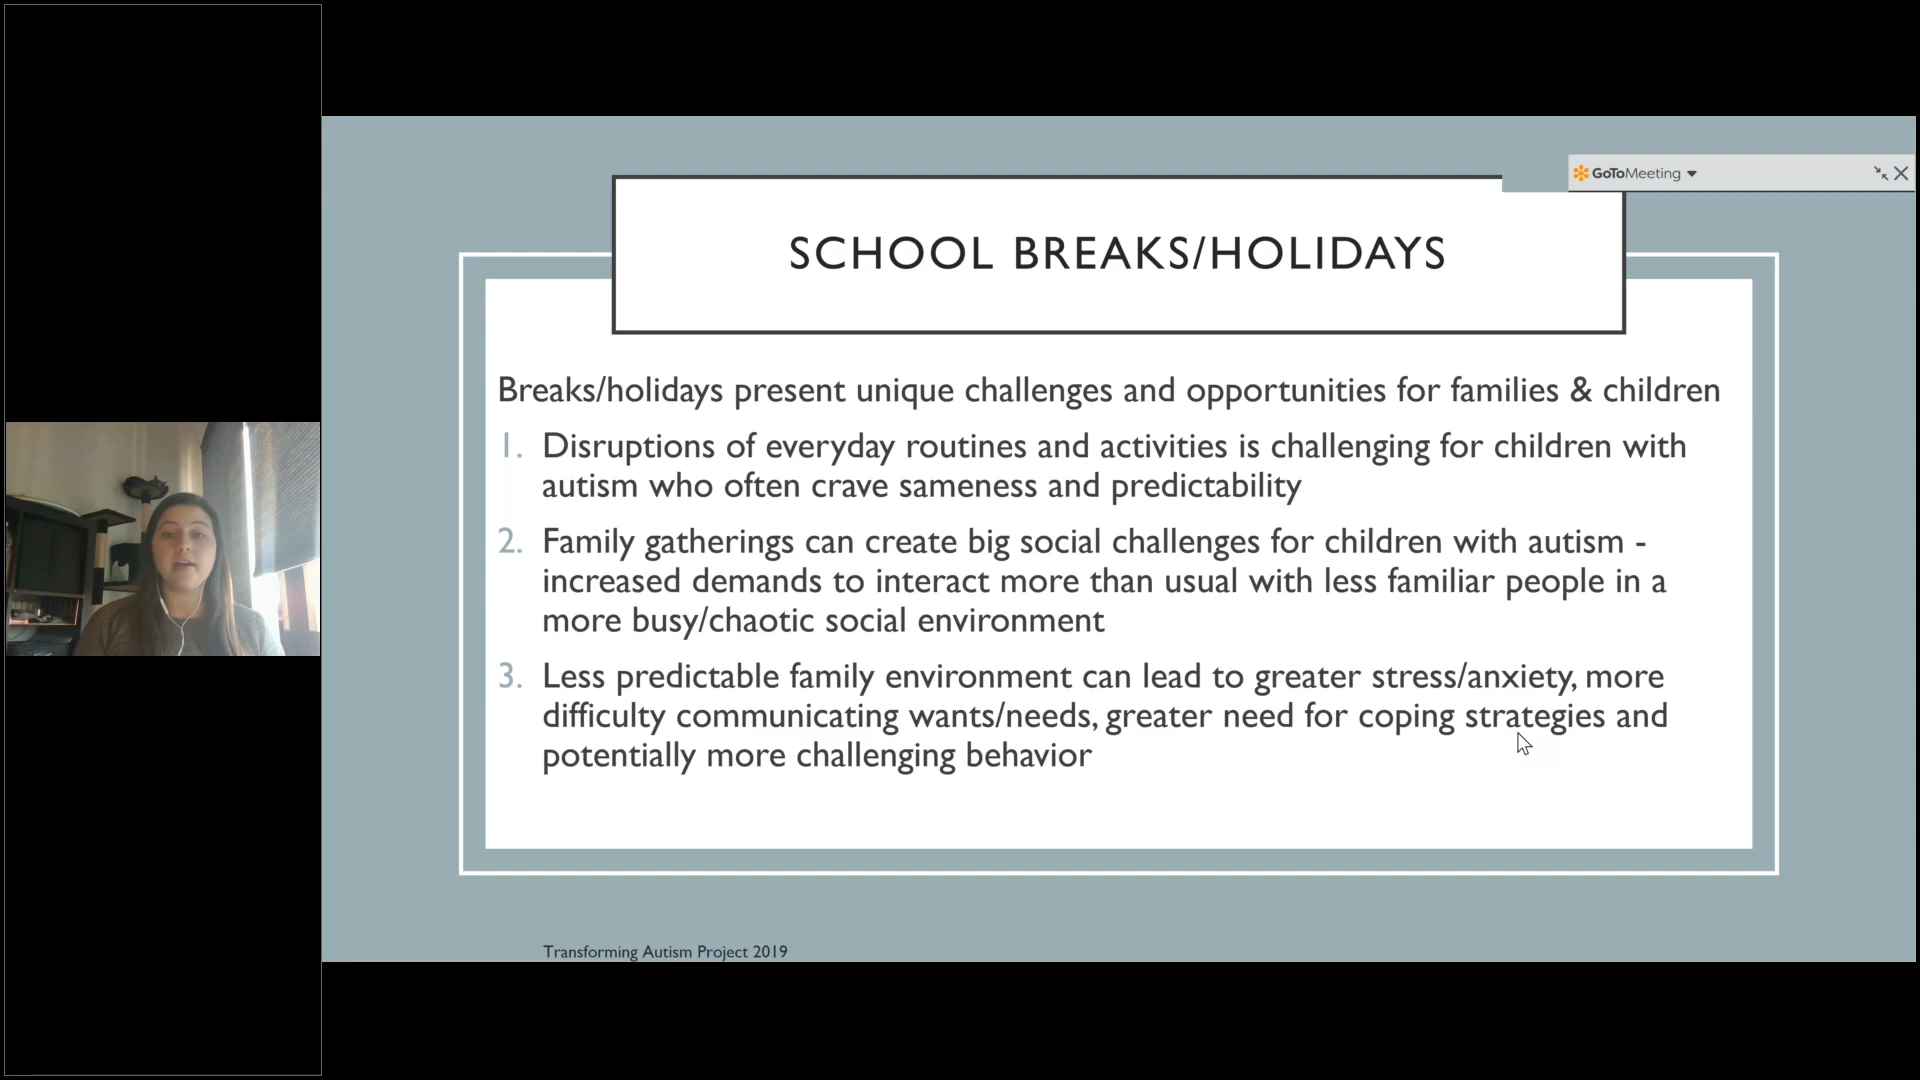 GoToMeeting
SCHOOL BREAKS/HOLIDAYS
Breaks/holidays present unique challenges and opportunities for families & children
1. Disruptions of everyday routines and activities is challenging for children with
autism who often crave sameness and predictability
2. Family gatherings can create big social challenges for children with autism -
increased demands to interact more than usual with less familiar people in a
more busy/chaotic social environment
3. Less predictable family environment can lead to greater stress/anxiety, more
difficulty communicating wants/needs, greater need for coping strategies and
potentially more challenging behavior
Transforming Autism Project 2019